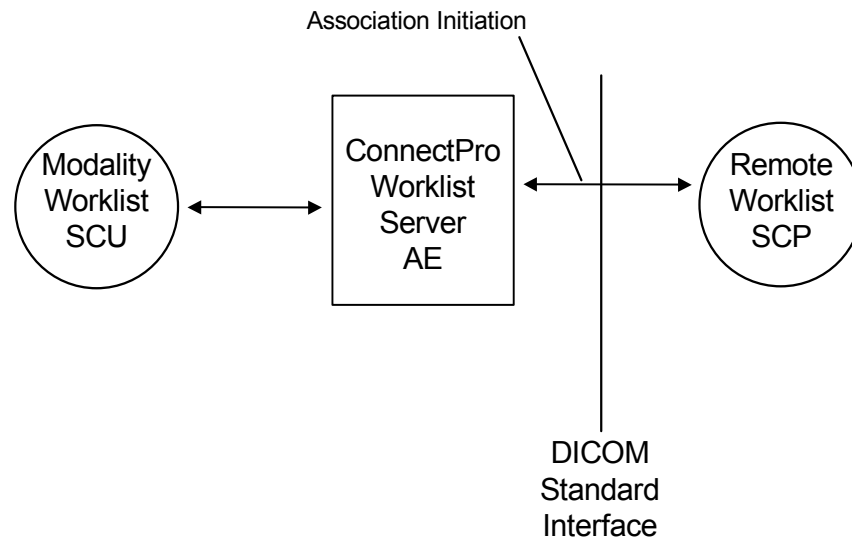 Association Initiation
Modality
Worklist
SCU
ConnectPro
Worklist
Server
AE
Remote
Worklist
SCP
DICOM
Standard
Interface